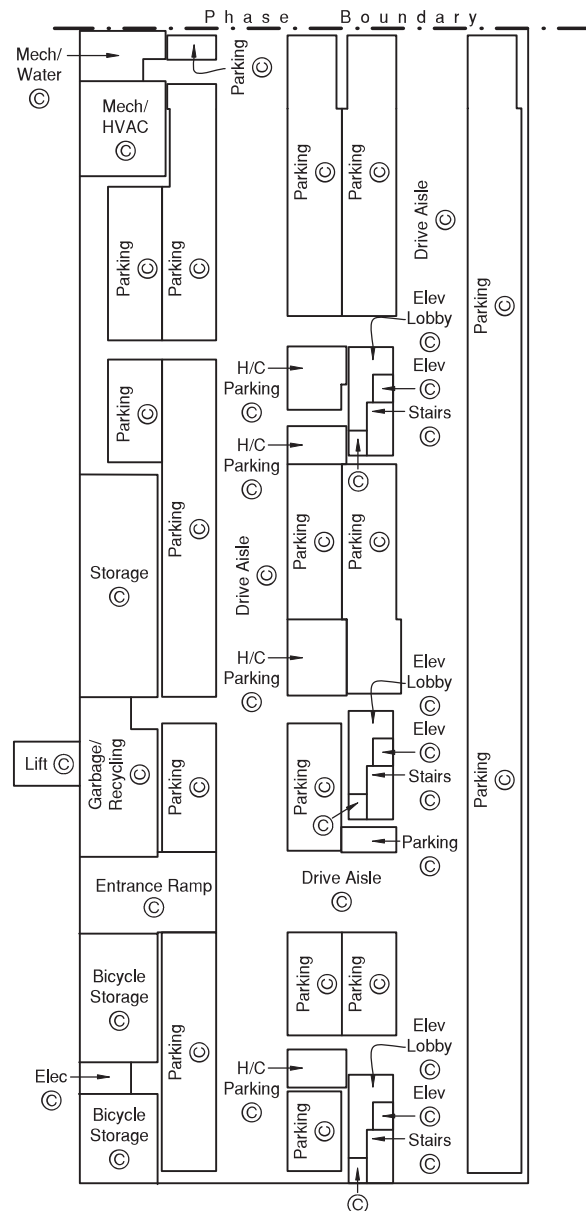 Phase Boundary
Mech/
Water
©
Parking
©
Mech/
HVAC
©
Parking
©
Parking
©
Drive Aisle
©
Parking
©
Parking
©
Parking
©
Elev
Lobby
©
H/C
Parking
©
Elev
©
Stairs
©
Parking
©
H/C
Parking
©
©
Parking
©
Drive Aisle
©
Parking
©
Parking
©
Storage
©
H/C
Parking
©
Elev
Lobby
©
Lift ©
Garbage/
Recycling
©
Parking
©
Parking
©
Elev
©
Stairs
©
©
Parking
©
Parking
©
Entrance Ramp
©
Drive Aisle
©
Bicycle
Storage
©
Parking
©
Parking
©
Parking
©
Elev
Lobby
©
Elec
©
H/C
Parking
©
Elev
©
Bicycle
Storage
©
Parking
©
Stairs
©
©